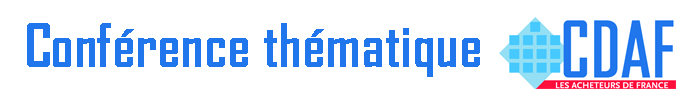 Conférence thématique CDAF
LES ACHETEURS DE FRANCE